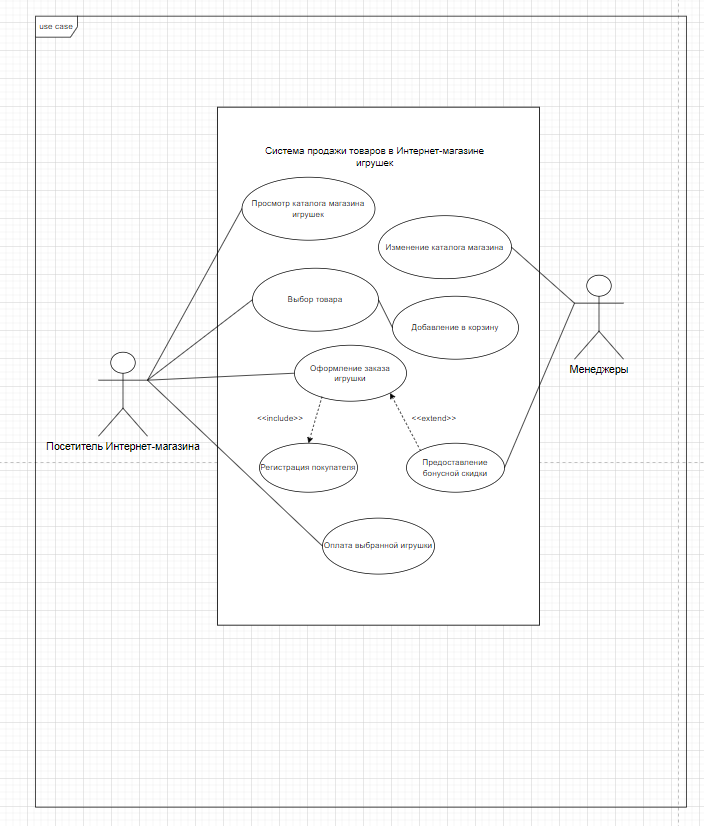 use case
Система продажи товаров в Интернет-магазине
игрушек
Просмотр каталога магазина
игрушек
Изменение каталога магазина
Выбор товара
Добавление в корзину
Оформление заказа
игрушки
Менеджеры
<<include>>
<<extend>>
Посетитель Интернет-магазина
Регистрация покупателя
Предоставление
бонусной скидки
Оплата выбранной игрушки